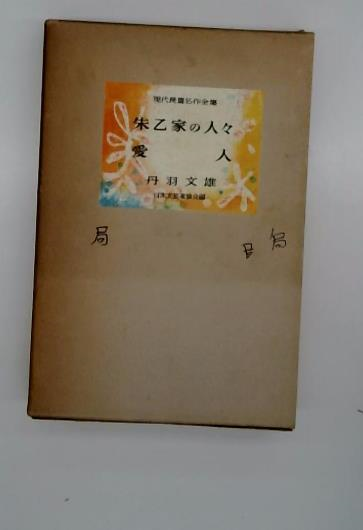 現代長篇名作全集
朱乙家の人々
愛人
丹羽文雄
局
局